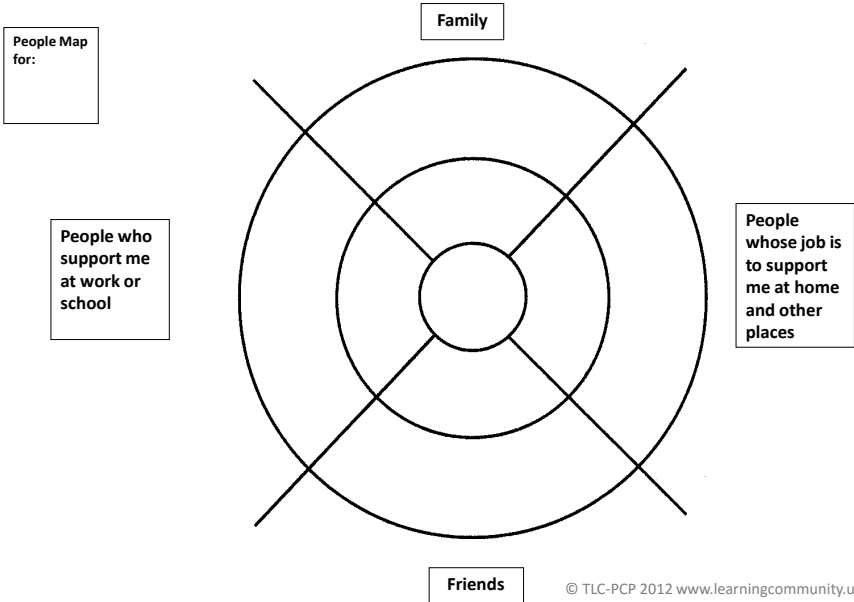 Family
People Map
for:
People who
support me
at work or
school
People
whose job is
to support
me at home
and other
places
Friends
© TLC-PCP 2012 www.learningcommunity.u